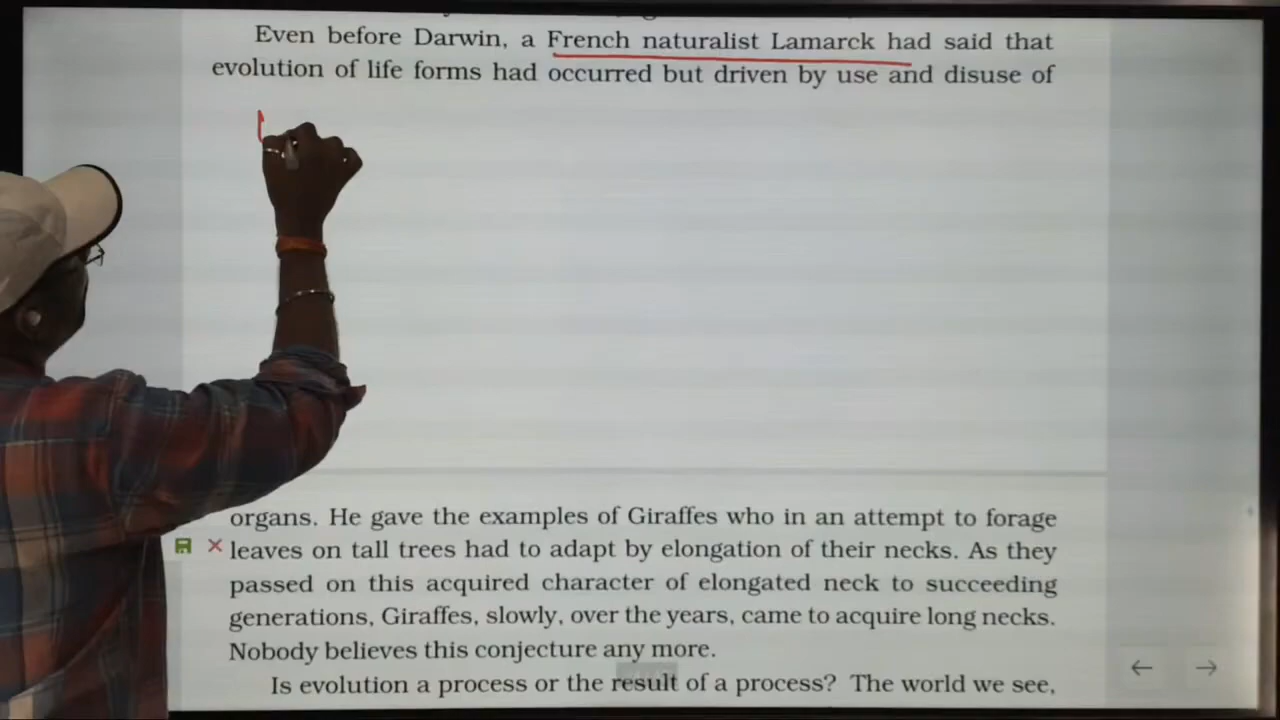 Even before Darwin, a French naturalist Lamarck had said that
evolution of life forms had occurred but driven by use and disuse of
organs. He gave the examples of Giraffes who in an attempt to forage
leaves on tall trees had to adapt by elongation of their necks. As they
passed on this acquired character of elongated neck to succeeding
generations, Giraffes, slowly, over the years, came to acquire long necks.
Nobody believes this conjecture any more.
Is evolution a process or the result of a process? The world we see,